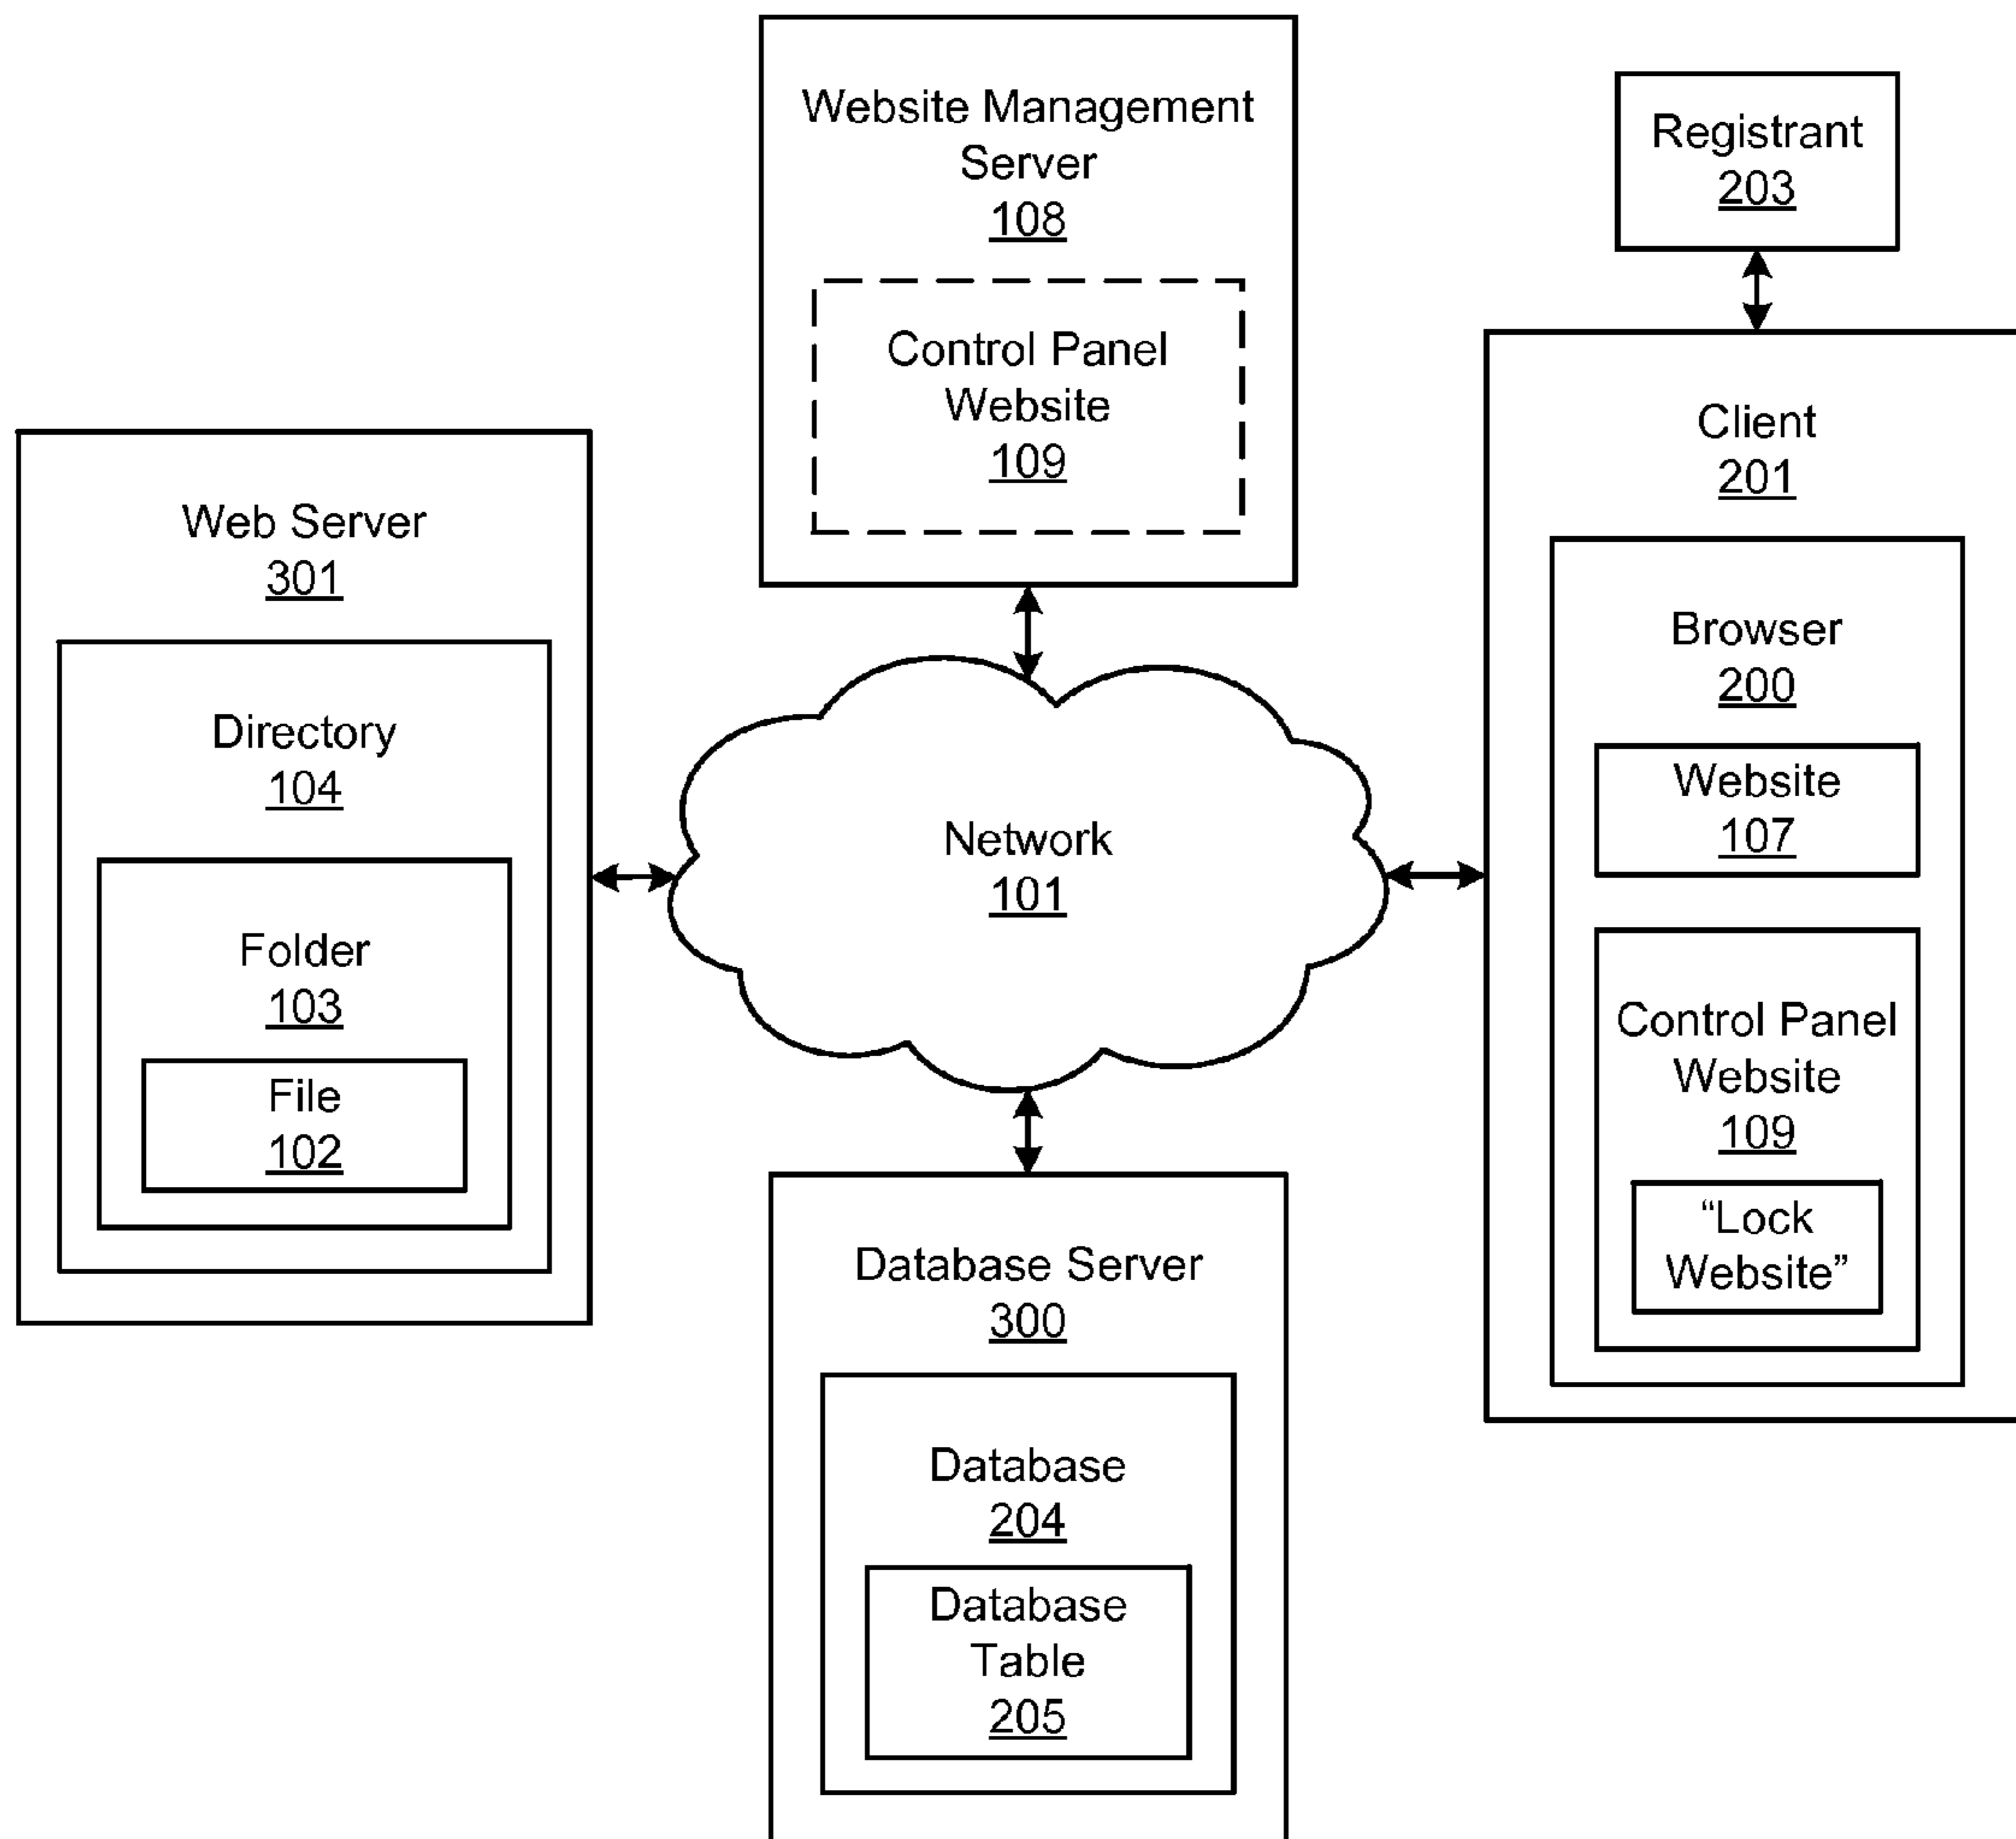 Website Management
Server
108
Control Panel
Website
109
Registrant
203
Client
201
Browser
200
Website
107
Control Panel
Website
109
“Lock
Website”
Web Server
301
Directory
104
Folder
103
File
102
Network
101
Database Server
300
Database
204
Database
Table
205